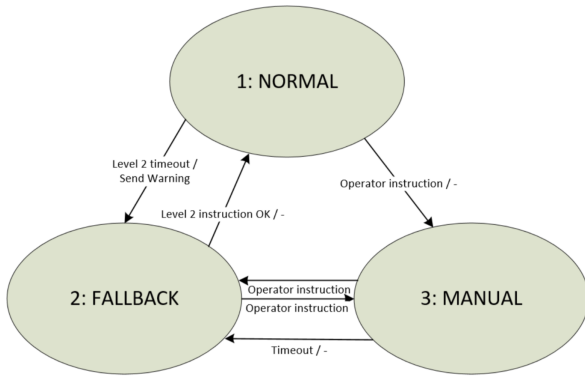 1: NORMAL
Level 2 timeout /
Send Warning
Operator instruction / -
Level 2 instruction OK / -
2: FALLBACK
Operator instruction
Operator instruction
3: MANUAL
Timeout / -